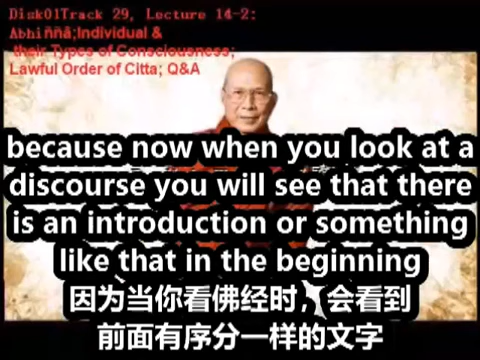 Disk01Track 29, Lecture 14-2:
Abhiññâ;Individual &
their Types of Consciousness;
Lawful Order of Citta; Q&A
because now when you look at a
discourse you will see that there
is an introduction or something
like that in the beginning
因为当你看佛经时，会看到
前面有序分一样的文字